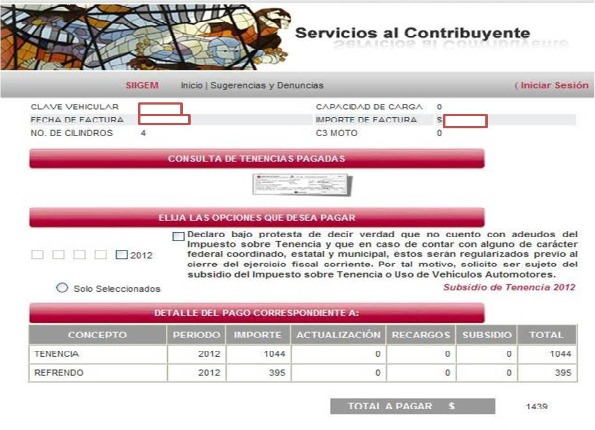 Servicios al Contribuyente
SIIGEM Inicio | Sugerencias y Denuncias ( Iniciar Sesión
CLAVE VEHICULAR CAPACIDAD DE CARGA 0
FECHA DE FACTURA IMPORTE DE FACTURA $
NO. DE CILINDROS 4 C3 MOTO 0
CONSULTA DE TENENCIAS PAGADAS
ELIJA LAS OPCIONES QUE DESEA PAGAR
Declaro bajo protesta de decir verdad que no cuento con adeudos del
Impuesto sobre Tenencia y que en caso de contar con alguno de carácter
2012 federal coordinado, estatal y municipal, estos serán regularizados previo al
cierre del ejercicio fiscal corriente. Por tal motivo, solicito ser sujeto del
subsidio del Impuesto sobre Tenencia o Uso de Vehículos Automotores.
Solo Seleccionados Subsidio de Tenencia 2012
DETALLE DEL PAGO CORRESPONDIENTE A:
CONCEPTO PERIODO IMPORTE ACTUALIZACIÓN RECARGOS SUBSIDIO TOTAL
TENENCIA 2012 1044 0 0 0 1044
REFRENDO 2012 395 0 0 0 395
TOTAL A PAGAR $ 1439